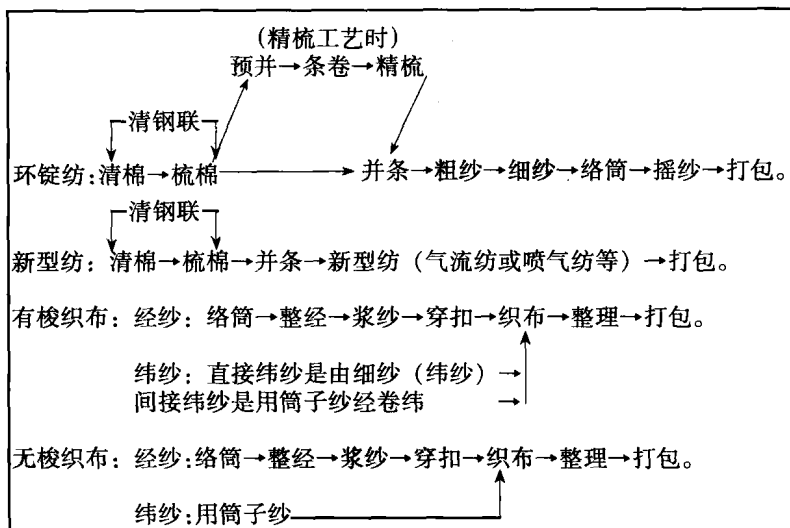 (精梳工艺时)
预并→条卷→精梳
清钢联
环锭纺:清棉→梳棉→并条→粗纱→细纱→络筒→摇纱→打包。
清钢联
新型纺：清棉→梳棉→并条→新型纺（气流纺或喷气纺等）→打包。
有梭织布：经纱：络筒→整经→浆纱→穿扣→织布→整理→打包。
纬纱：直接纬纱是由细纱（纬纱）→
间接纬纱是用筒子纱经卷纬→
无梭织布：经纱:络筒→整经→浆纱→穿扣→织布→整理→打包。
纬纱:用筒子纱